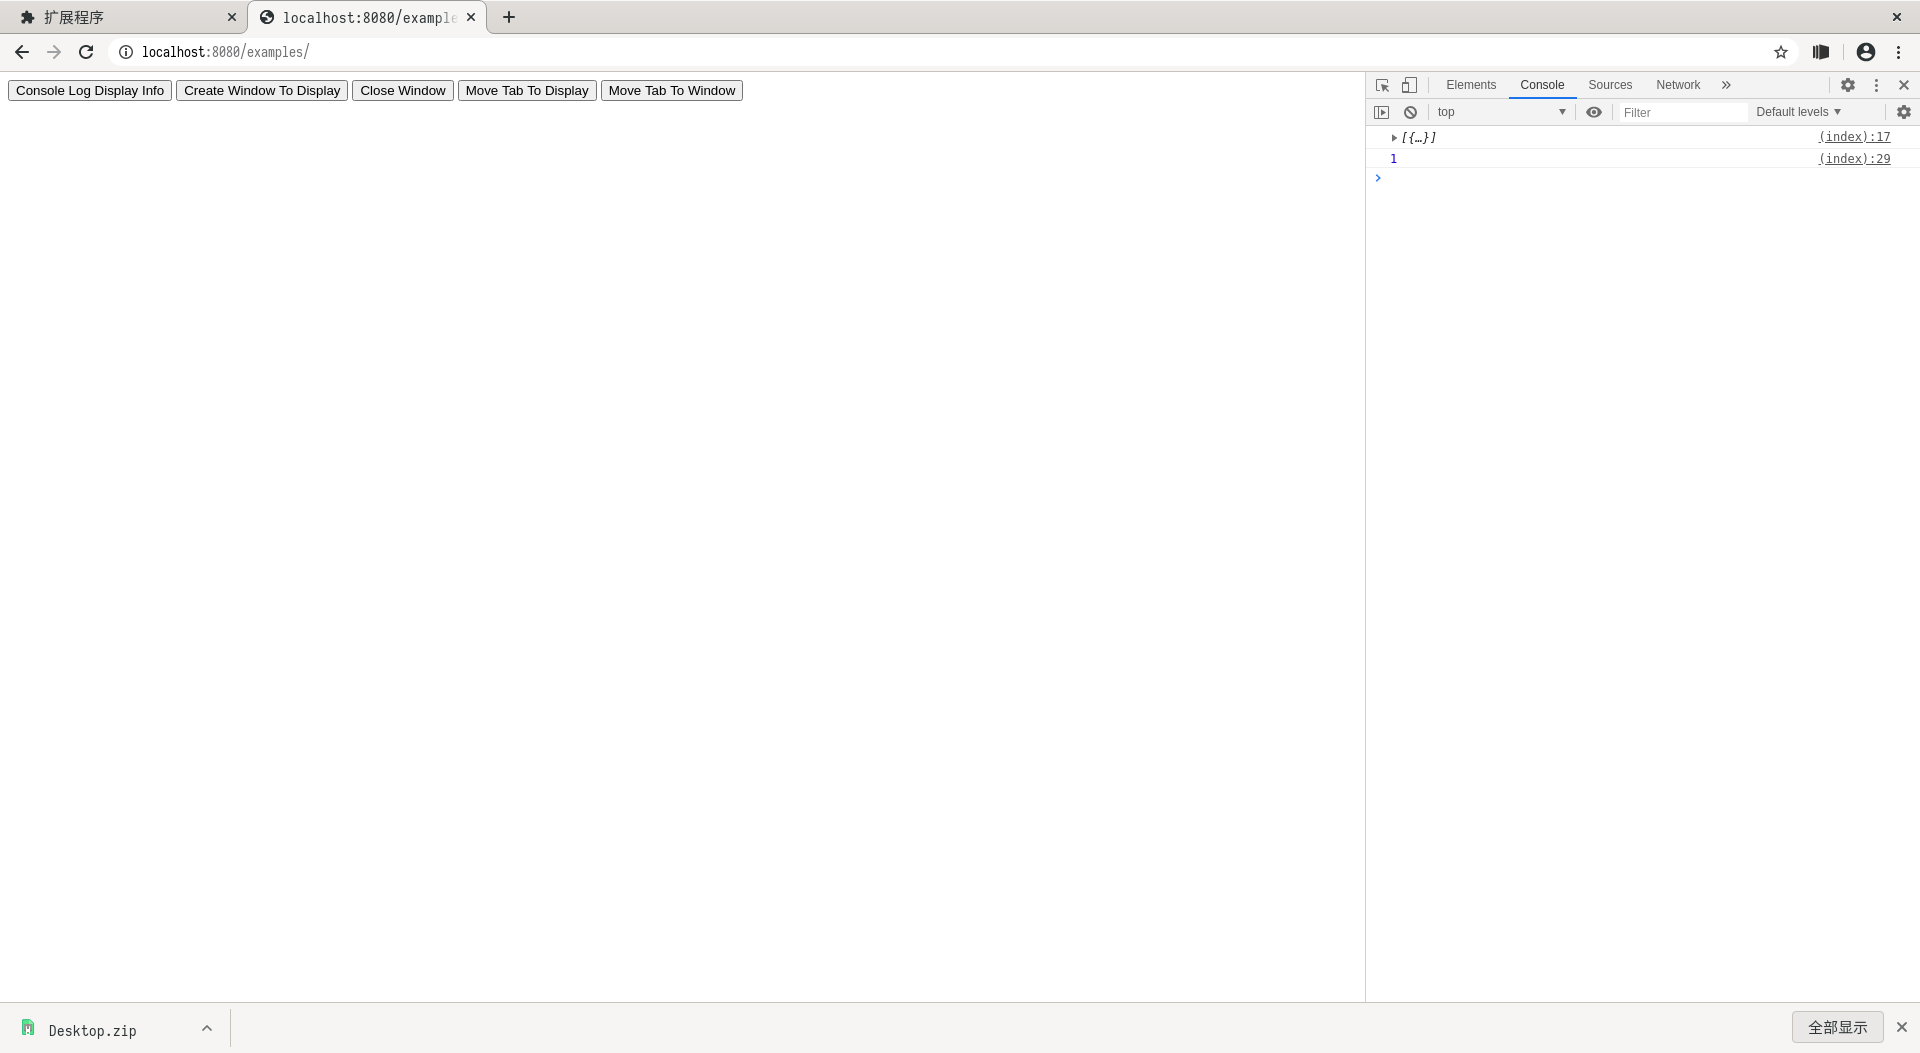 扩展程序
localhost:8080/example
localhost:8080/examples/
Console Log Display Info Create Window To Display Close Window Move Tab To Display Move Tab To Window
Elements Console Sources Network
top Filter Default levels
[{…}] (index):17
1 (index):29
Desktop.zip
全部显示